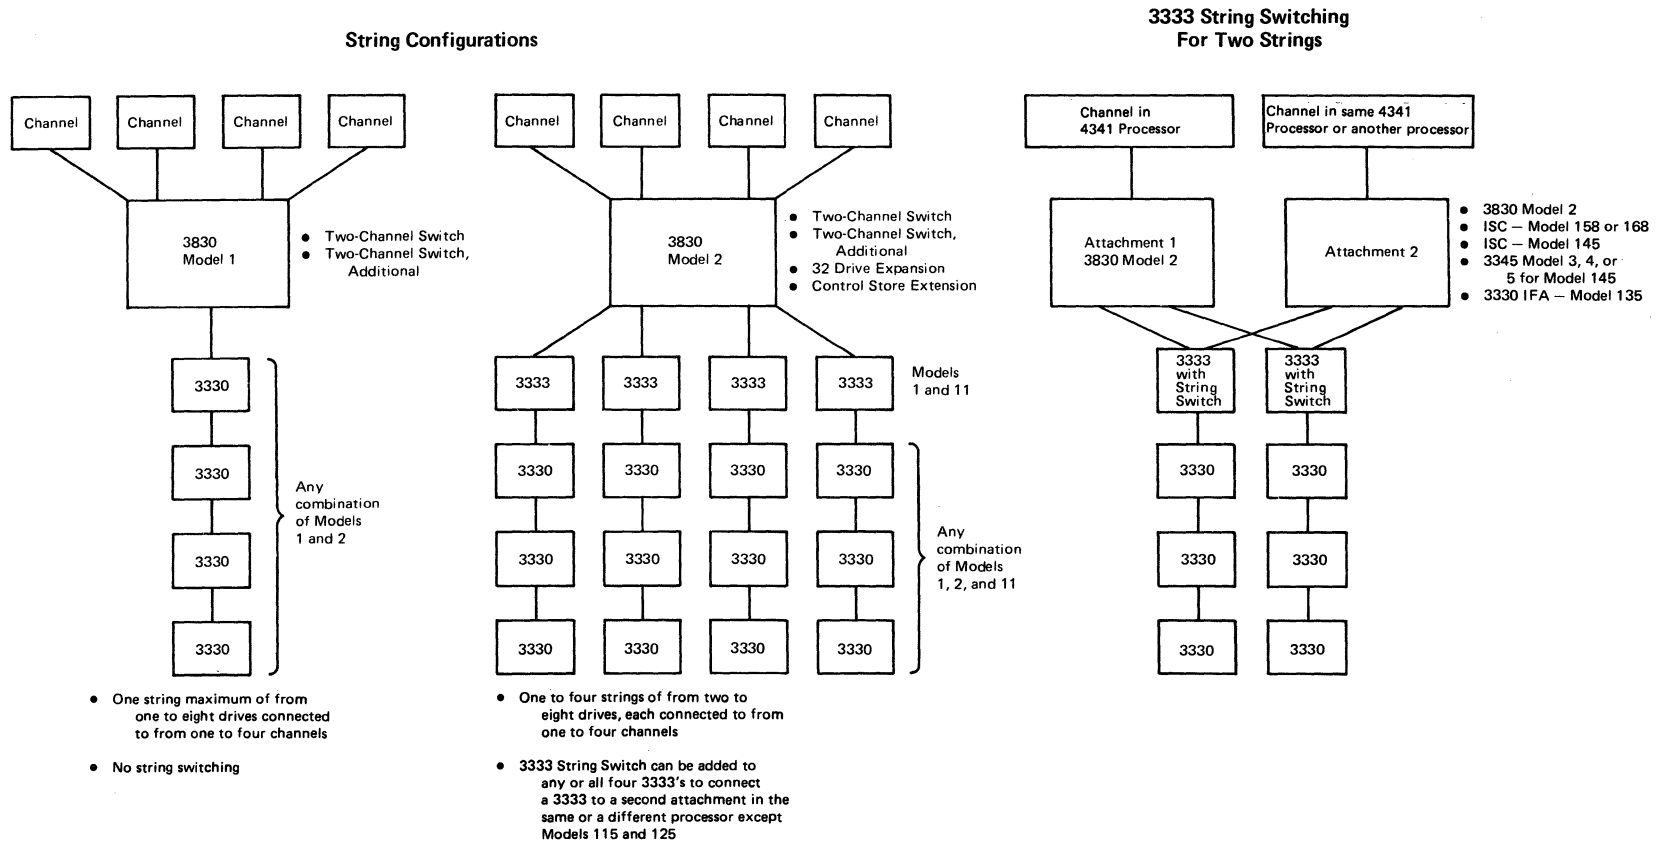 String Configurations
3333 String Switching
For Two Strings
Channel
Channel
Channel
Channel
3830
Model 1
● Two-Channel Switch
● Two-Channel Switch,
Additional
3330
3330
3330
3330
Any
combination
of Models
1 and 2
● One string maximum of from
one to eight drives connected
to from one to four channels
● No string switching
Channel
Channel
Channel
Channel
3830
Model 2
● Two-Channel Switch
● Two-Channel Switch,
Additional
● 32 Drive Expansion
● Control Store Extension
3333
3333
3333
3333
Models
1 and 11
3330
3330
3330
3330
3330
3330
3330
3330
3330
3330
3330
3330
Any
combination
of Models
1, 2, and 11
● One to four strings of from two to
eight drives, each connected to from
one to four channels
● 3333 String Switch can be added to
any or all four 3333's to connect
a 3333 to a second attachment in the
same or a different processor except
Models 115 and 125
Channel in
4341 Processor
Channel in same 4341
Processor or another processor
Attachment 1
3830 Model 2
Attachment 2
● 3830 Model 2
● ISC — Model 158 or 168
● ISC — Model 145
● 3345 Model 3, 4, or
5 for Model 145
● 3330 IFA — Model 135
3333
with
String
Switch
3333
with
String
Switch
3330
3330
3330
3330
3330
3330